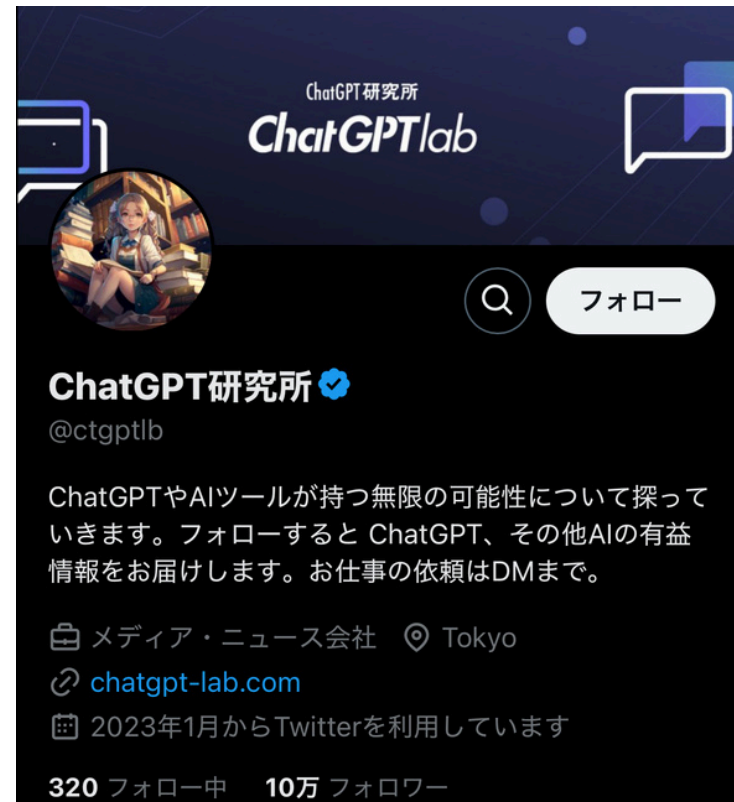 ChatGPT研究所
ChatGPTlab
フォロー
ChatGPT研究所
@ctgptlb
ChatGPTやAIツールが持つ無限の可能性について探って
いきます。フォローすると ChatGPT、その他AIの有益
情報をお届けします。お仕事の依頼はDMまで。
メディア・ニュース会社 Tokyo
chatgpt-lab.com
2023年1月からTwitterを利用しています
320 フォロー中 10万 フォロワー